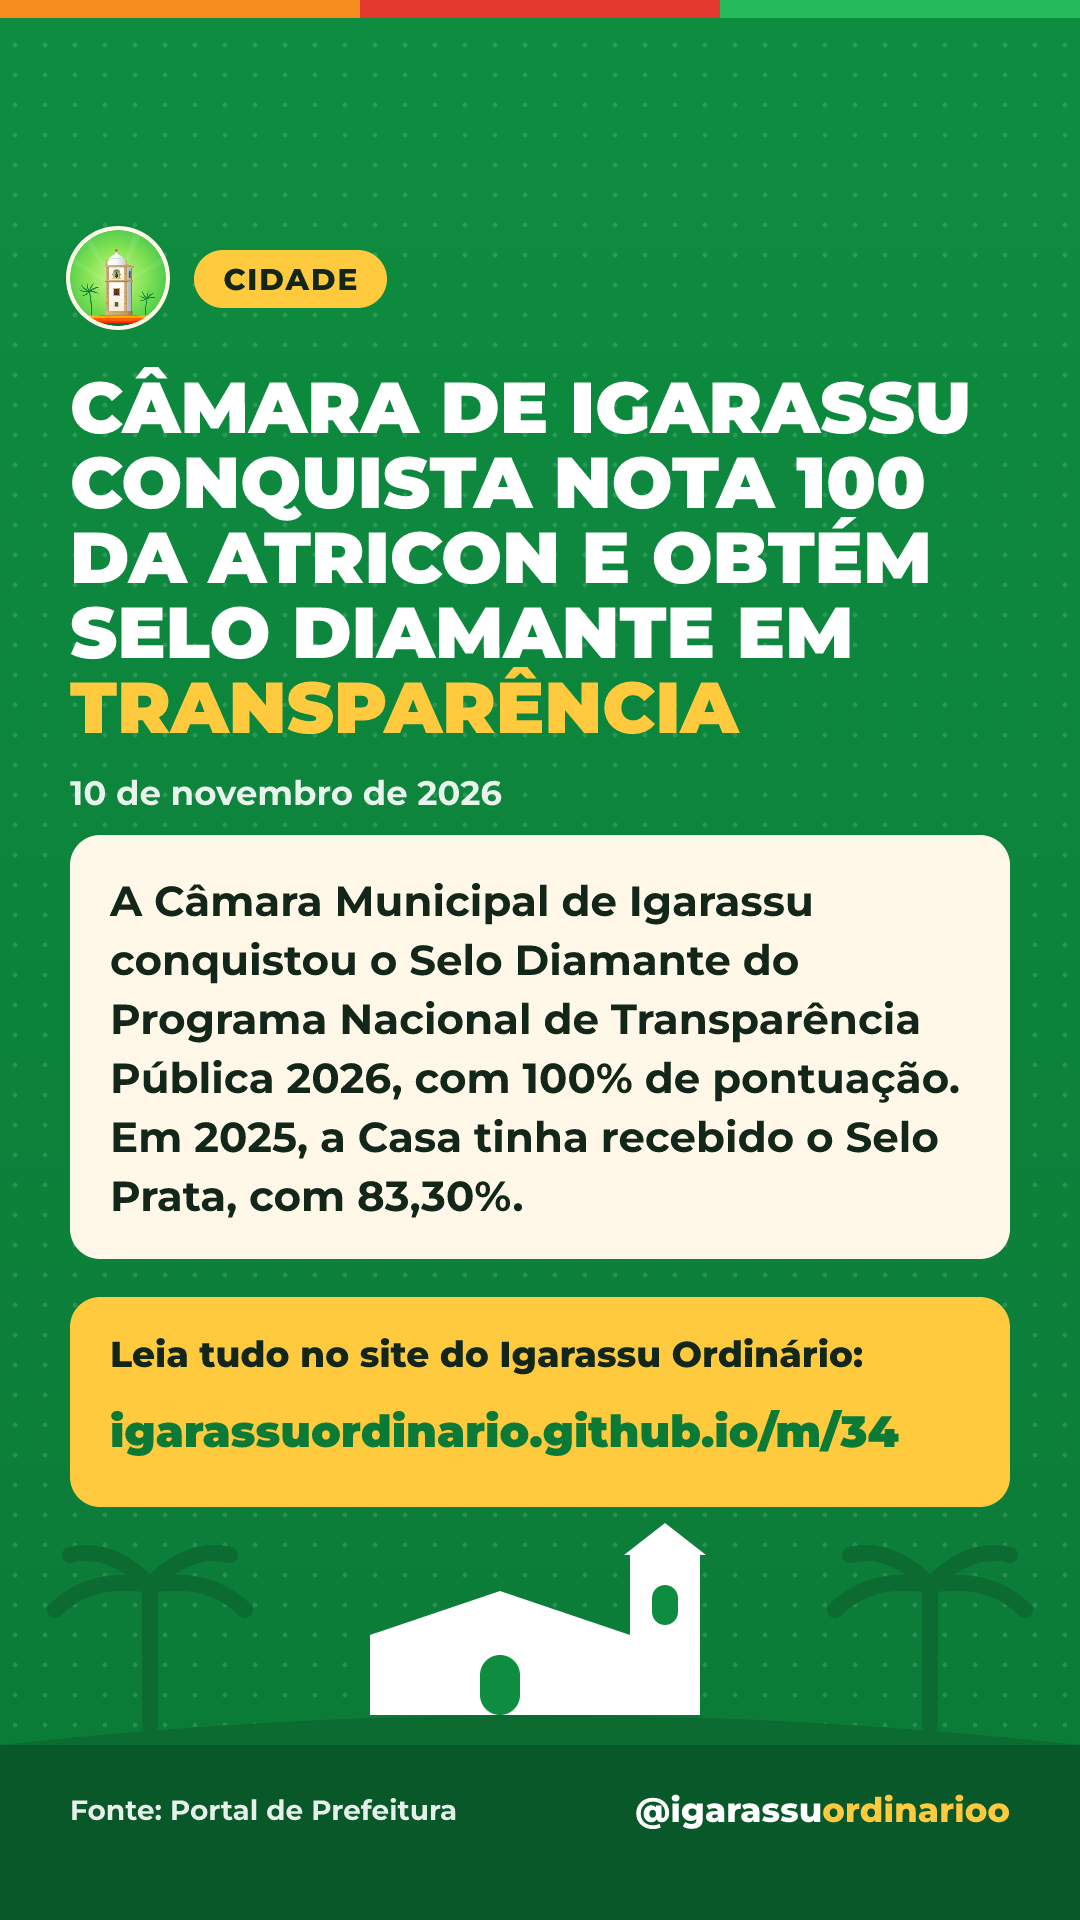 CIDADE
CÂMARA DE IGARASSU
CONQUISTA NOTA 100
DA ATRICON E OBTÉM
SELO DIAMANTE EM
TRANSPARÊNCIA
10 de novembro de 2026
A Câmara Municipal de Igarassu
conquistou o Selo Diamante do
Programa Nacional de Transparência
Pública 2026, com 100% de pontuação.
Em 2025, a Casa tinha recebido o Selo
Prata, com 83,30%.
Leia tudo no site do Igarassu Ordinário:
igarassuordinario.github.io/m/34
Fonte: Portal de Prefeitura
@igarassuordinarioo